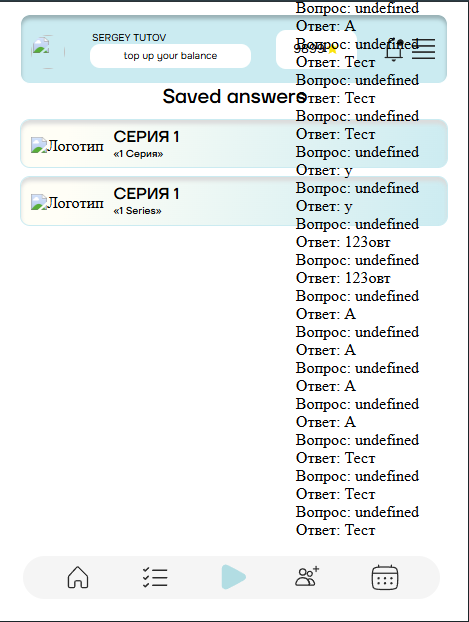 Вопрос: undefined
Ответ: А
SERGEY TUTOV
top up your balance
9899
Вопрос: undefined
Ответ: Тест
Вопрос: undefined
Saved answers
Ответ: Тест
Вопрос: undefined
Ответ: Тест
СЕРИЯ 1
Логотип
«1 Серия»
Вопрос: undefined
Ответ: у
СЕРИЯ 1
Логотип
«1 Series»
Вопрос: undefined
Ответ: у
Вопрос: undefined
Ответ: 123овт
Вопрос: undefined
Ответ: 123овт
Вопрос: undefined
Ответ: А
Вопрос: undefined
Ответ: А
Вопрос: undefined
Ответ: А
Вопрос: undefined
Ответ: А
Вопрос: undefined
Ответ: Тест
Вопрос: undefined
Ответ: Тест
Вопрос: undefined
Ответ: Тест